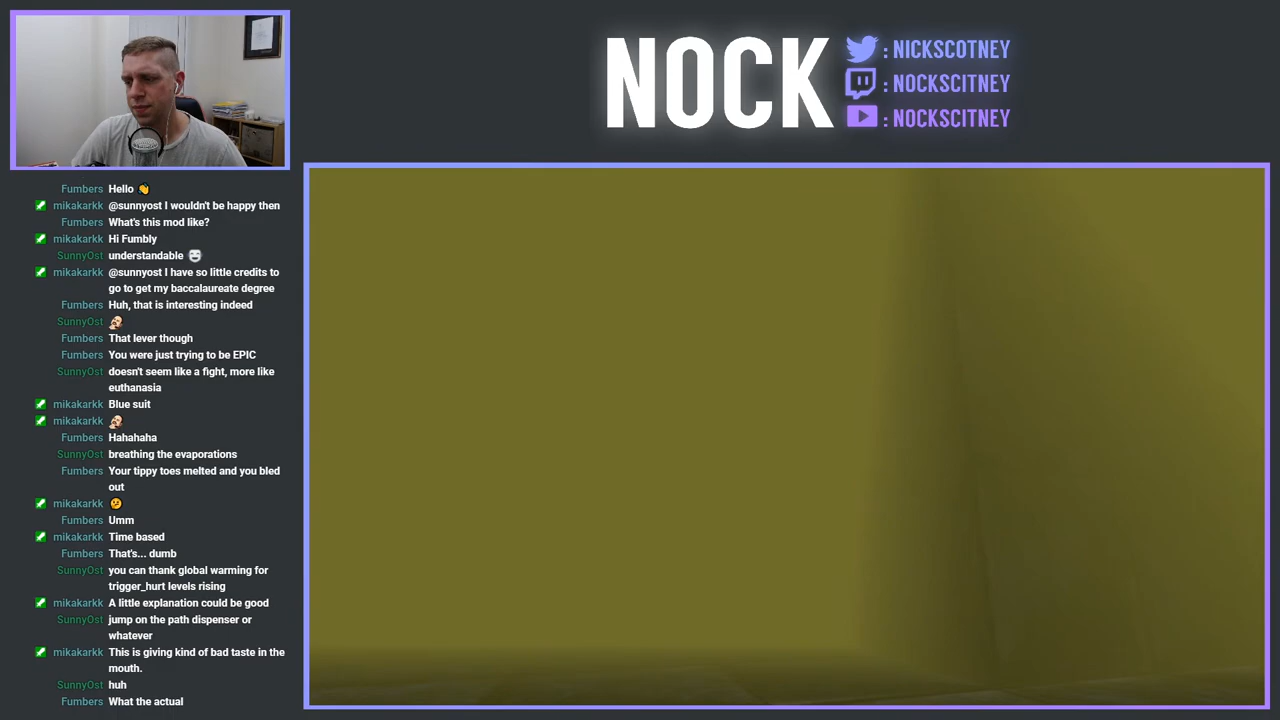 NOCK
: NICKSCOTNEY
: NOCKSCITNEY
: NOCKSCITNEY
Fumbers Hello
mikakarkk @sunnyost I wouldn't be happy then
Fumbers What's this mod like?
mikakarkk Hi Fumbly
SunnyOst understandable
mikakarkk @sunnyost I have so little credits to
go to get my baccalaureate degree
Fumbers Huh, that is interesting indeed
SunnyOst
Fumbers That lever though
Fumbers You were just trying to be EPIC
SunnyOst doesn't seem like a fight, more like
euthanasia
mikakarkk Blue suit
mikakarkk
Fumbers Hahahaha
SunnyOst breathing the evaporations
Fumbers Your tippy toes melted and you bled
out
mikakarkk
Fumbers Umm
mikakarkk Time based
Fumbers That's... dumb
SunnyOst you can thank global warming for
trigger_hurt levels rising
mikakarkk A little explanation could be good
SunnyOst jump on the path dispenser or
whatever
mikakarkk This is giving kind of bad taste in the
mouth.
SunnyOst huh
Fumbers What the actual